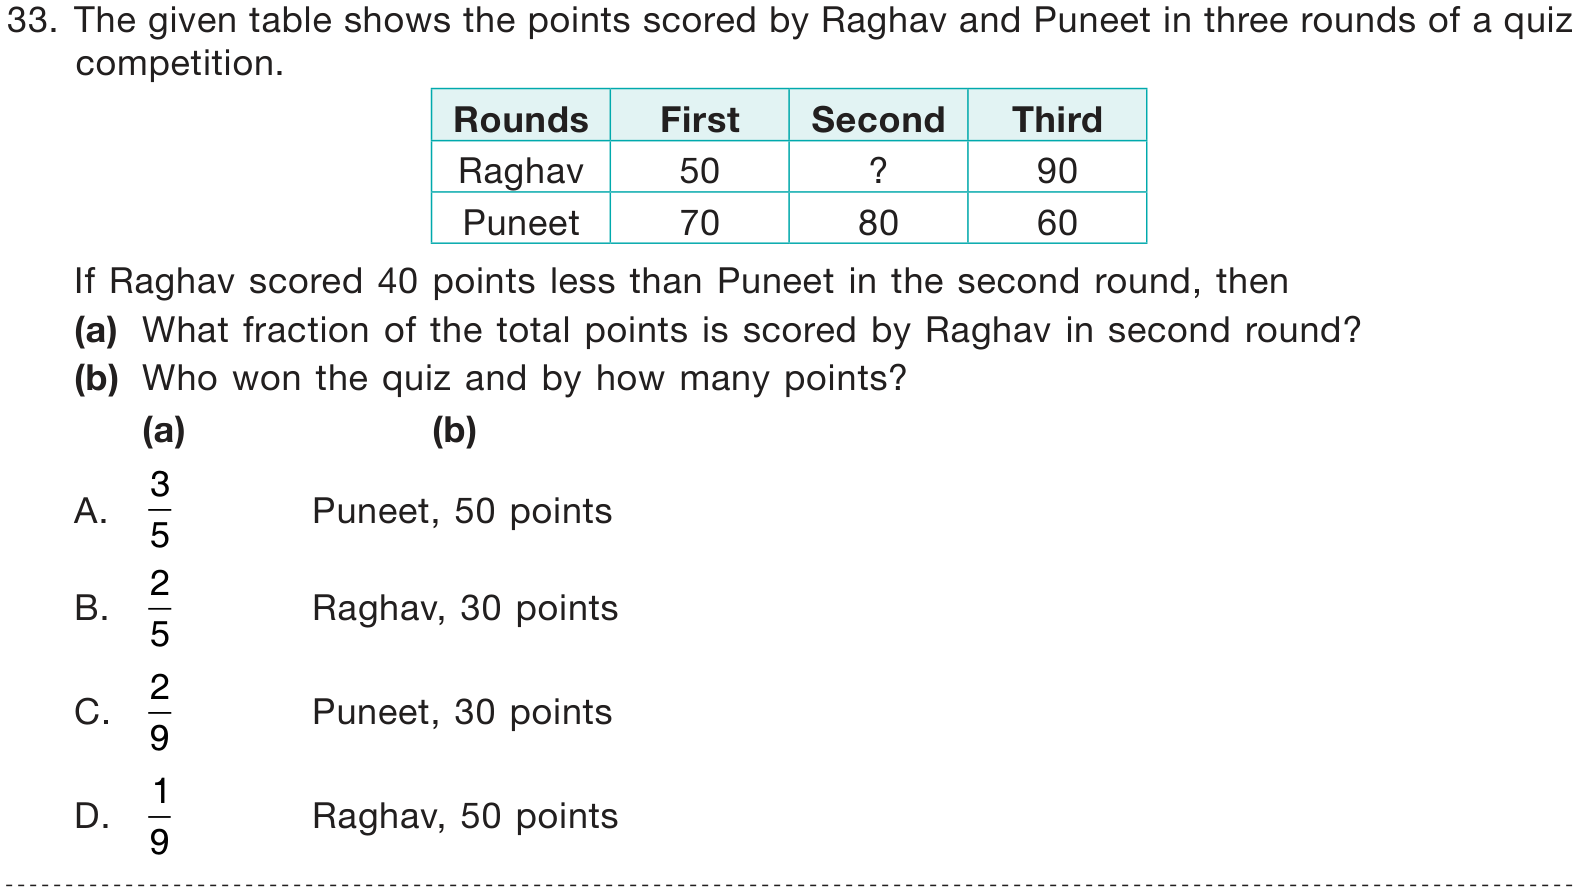 33. The given table shows the points scored by Raghav and Puneet in three rounds of a quiz
competition.
Rounds First Second Third
Raghav 50 ? 90
Puneet 70 80 60
If Raghav scored 40 points less than Puneet in the second round, then
(a) What fraction of the total points is scored by Raghav in second round?
(b) Who won the quiz and by how many points?
(a) (b)
A. 3/5 Puneet, 50 points
B. 2/5 Raghav, 30 points
C. 2/9 Puneet, 30 points
D. 1/9 Raghav, 50 points